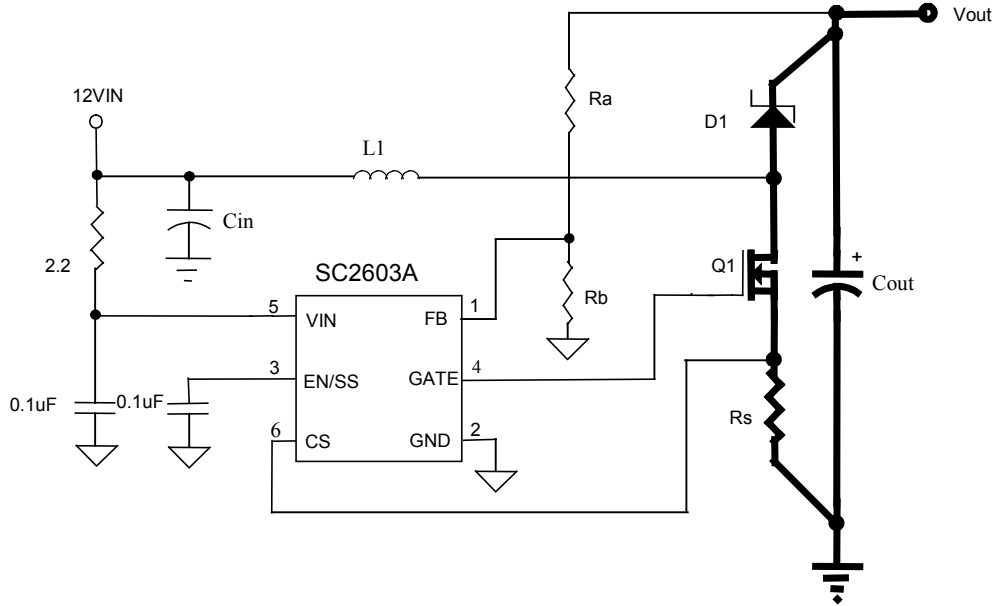 Vout
12VIN
Ra
D1
L1
Cin
2.2
SC2603A
Q1
+
Cout
5
VIN
FB
1
Rb
3
EN/SS
GATE
4
0.1uF
0.1uF
6
CS
GND
2
Rs